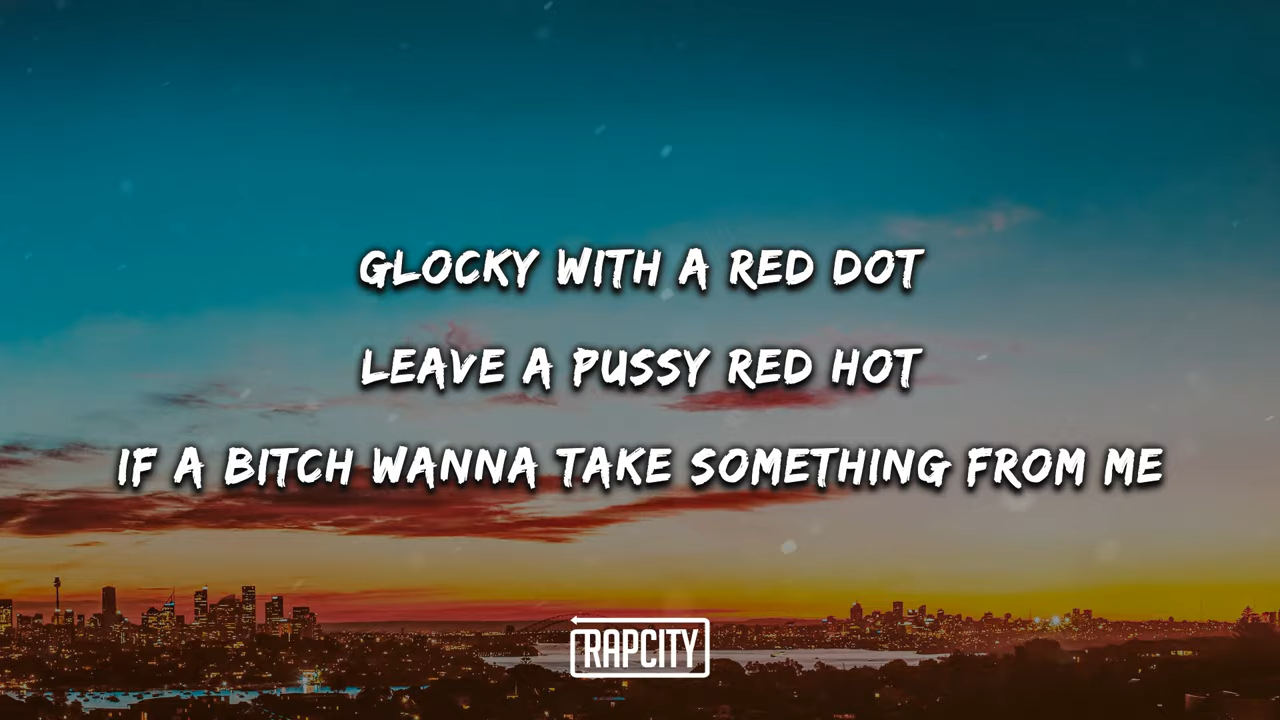 GLOCKY WITH A RED DOT
LEAVE A PUSSY RED HOT
IF A BITCH WANNA TAKE SOMETHING FROM ME
RAPCITY